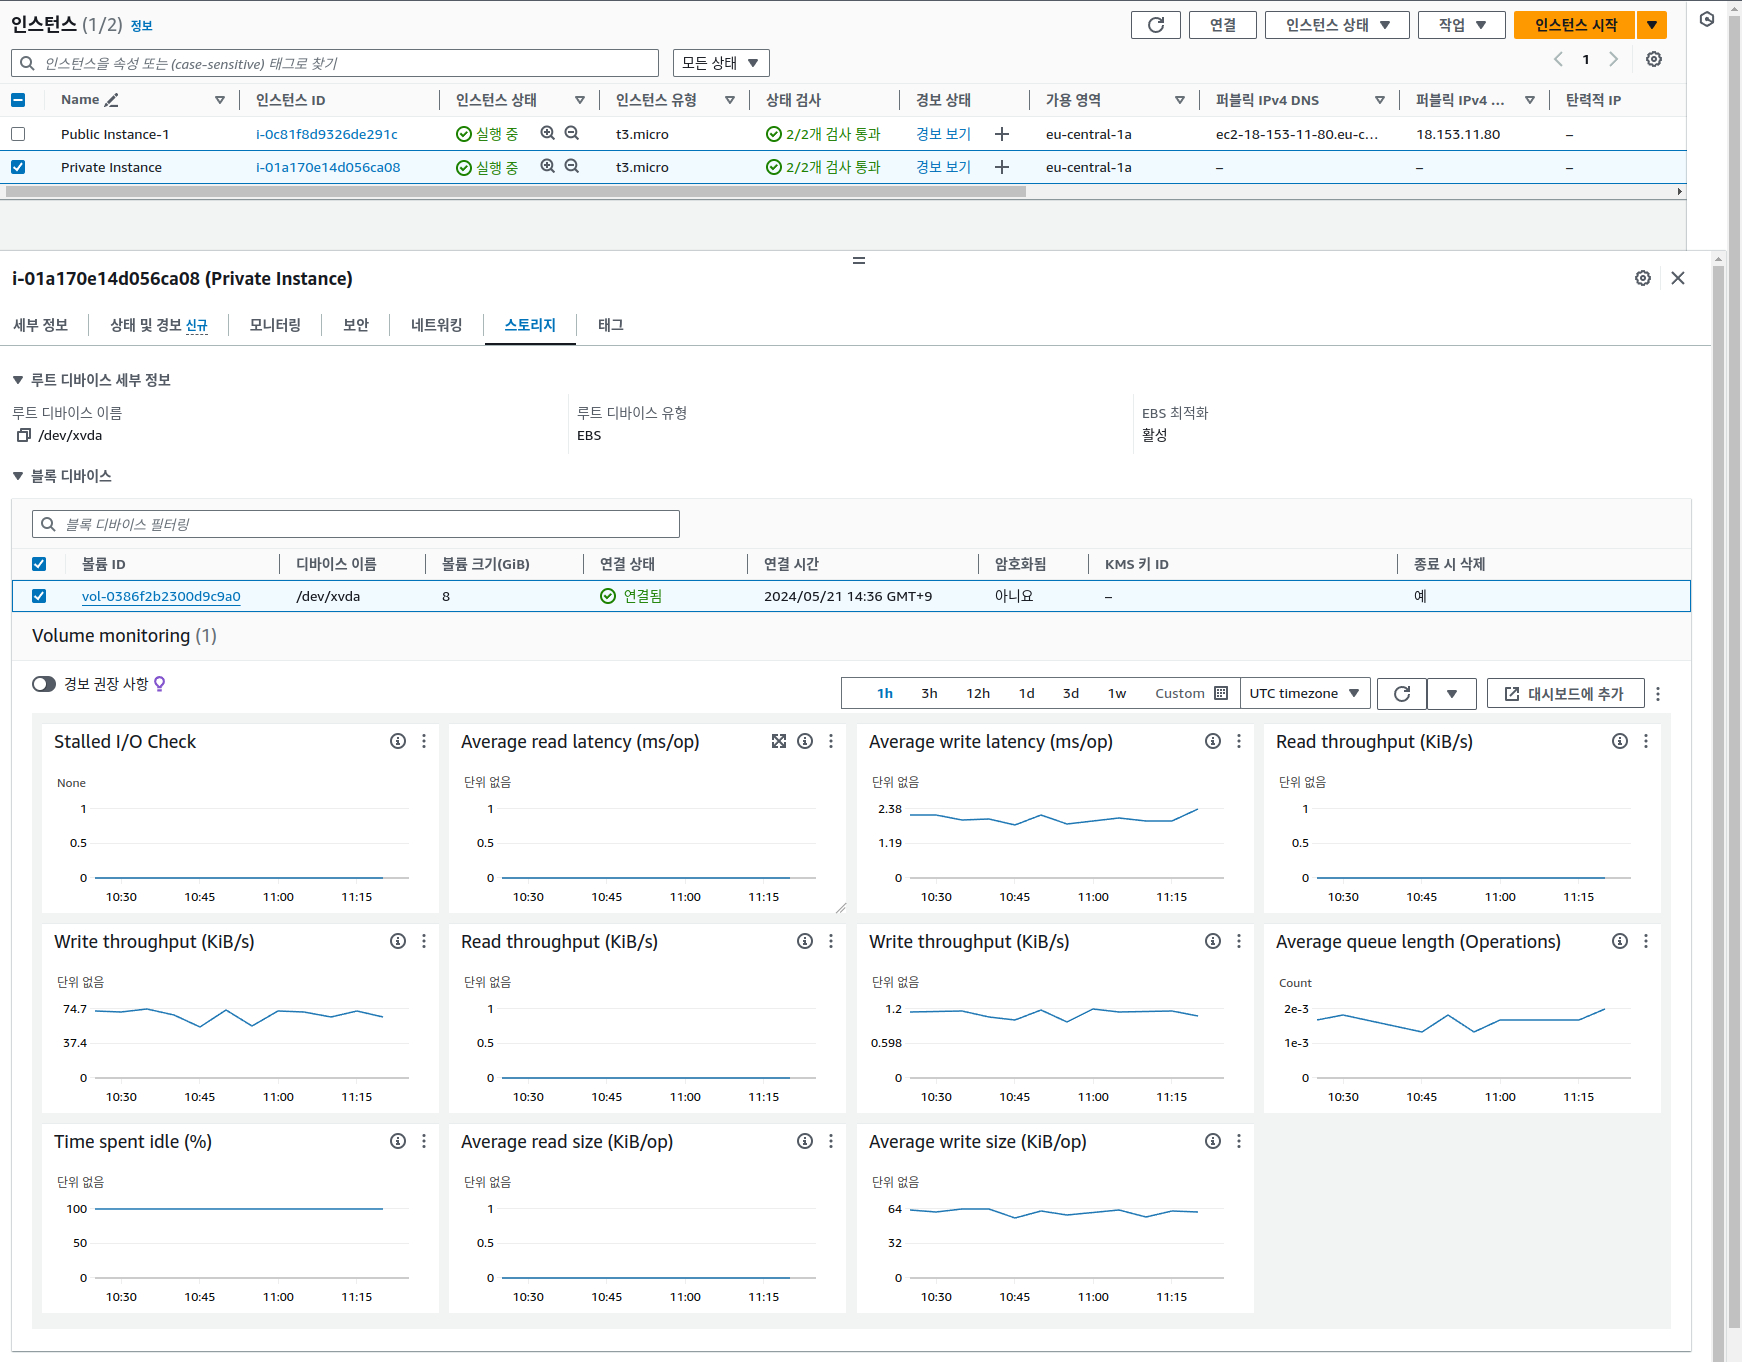 인스턴스 (1/2) 정보
연결
인스턴스 상태
작업
인스턴스 시작
인스턴스을 속성 또는 (case-sensitive) 태그로 찾기
모든 상태
1
Name 인스턴스 ID 인스턴스 상태 인스턴스 유형 상태 검사 경보 상태 가용 영역 퍼블릭 IPv4 DNS 퍼블릭 IPv4 ... 탄력적 IP
Public Instance-1 i-0c81f8d9326de291c 실행 중 t3.micro 2/2개 검사 통과 경보 보기 eu-central-1a ec2-18-153-11-80.eu-c... 18.153.11.80 –
Private Instance i-01a170e14d056ca08 실행 중 t3.micro 2/2개 검사 통과 경보 보기 eu-central-1a – – –
i-01a170e14d056ca08 (Private Instance)
세부 정보 상태 및 경보 신규 모니터링 보안 네트워킹 스토리지 태그
루트 디바이스 세부 정보
루트 디바이스 이름 루트 디바이스 유형 EBS 최적화
/dev/xvda EBS 활성
블록 디바이스
블록 디바이스 필터링
볼륨 ID 디바이스 이름 볼륨 크기(GiB) 연결 상태 연결 시간 암호화됨 KMS 키 ID 종료 시 삭제
vol-0386f2b2300d9c9a0 /dev/xvda 8 연결됨 2024/05/21 14:36 GMT+9 아니요 – 예
Volume monitoring (1)
경보 권장 사항
1h 3h 12h 1d 3d 1w Custom UTC timezone 대시보드에 추가
Stalled I/O Check
None
1
0.5
0
10:30 10:45 11:00 11:15
Average read latency (ms/op)
단위 없음
1
0.5
0
10:30 10:45 11:00 11:15
Average write latency (ms/op)
단위 없음
2.38
1.19
0
10:30 10:45 11:00 11:15
Read throughput (KiB/s)
단위 없음
1
0.5
0
10:30 10:45 11:00 11:15
Write throughput (KiB/s)
단위 없음
74.7
37.4
0
10:30 10:45 11:00 11:15
Read throughput (KiB/s)
단위 없음
1
0.5
0
10:30 10:45 11:00 11:15
Write throughput (KiB/s)
단위 없음
1.2
0.598
0
10:30 10:45 11:00 11:15
Average queue length (Operations)
Count
2e-3
1e-3
0
10:30 10:45 11:00 11:15
Time spent idle (%)
단위 없음
100
50
0
10:30 10:45 11:00 11:15
Average read size (KiB/op)
단위 없음
1
0.5
0
10:30 10:45 11:00 11:15
Average write size (KiB/op)
단위 없음
64
32
0
10:30 10:45 11:00 11:15